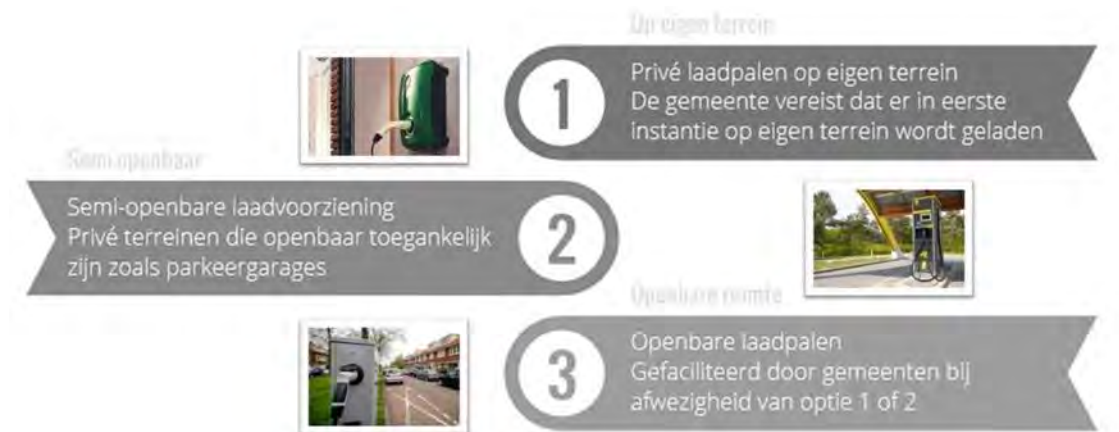 Op eigen terrein
1
Privé laadpalen op eigen terrein
De gemeente vereist dat er in eerste
instantie op eigen terrein wordt geladen
Semi openbaar
2
Semi-openbare laadvoorziening
Privé terreinen die openbaar toegankelijk
zijn zoals parkeergarages
Openbare ruimte
3
Openbare laadpalen
Gefaciliteerd door gemeenten bij
afwezigheid van optie 1 of 2